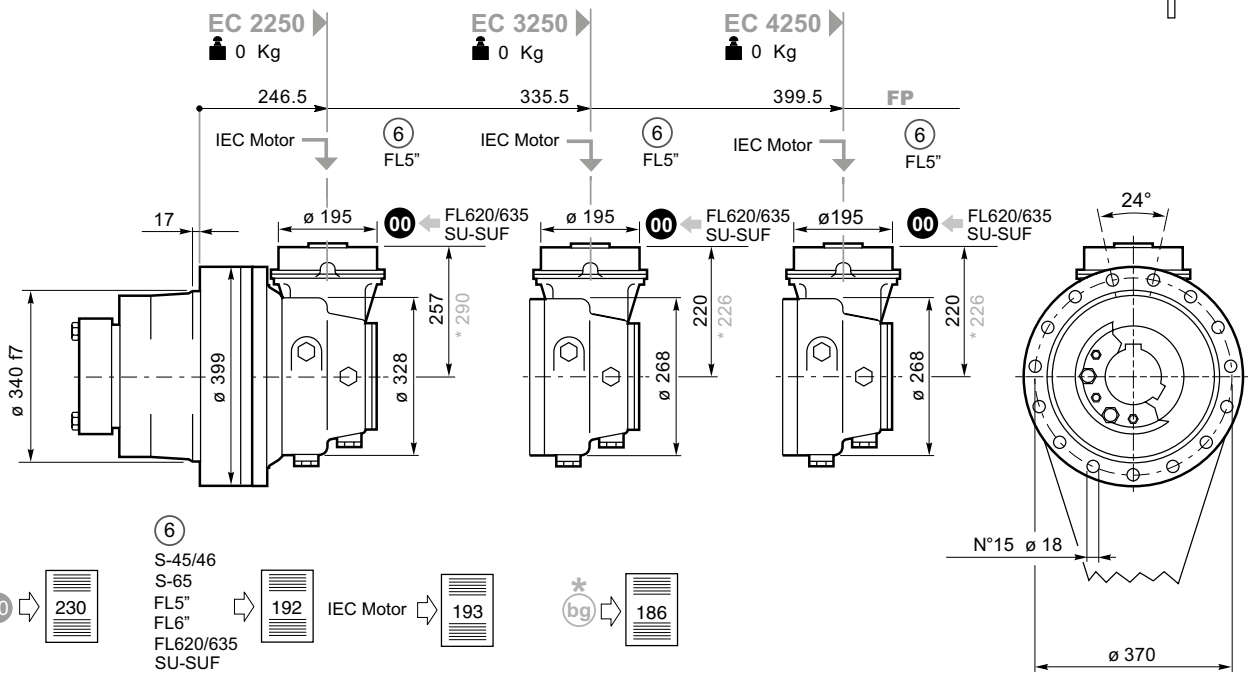 EC 2250
0 Kg
EC 3250
0 Kg
EC 4250
0 Kg
246.5
335.5
399.5
FP
IEC Motor
6
FL5”
IEC Motor
6
FL5”
IEC Motor
6
FL5”
17
ø 195
00
FL620/635
SU-SUF
ø 195
00
FL620/635
SU-SUF
ø195
00
FL620/635
SU-SUF
24°
ø 340 f7
ø 399
ø 328
257
* 290
ø 268
220
* 226
ø 268
220
* 226
N°15 ø 18
ø 370
230
6
S-45/46
S-65
FL5”
FL6”
FL620/635
SU-SUF
192
IEC Motor
193
*
bg
186